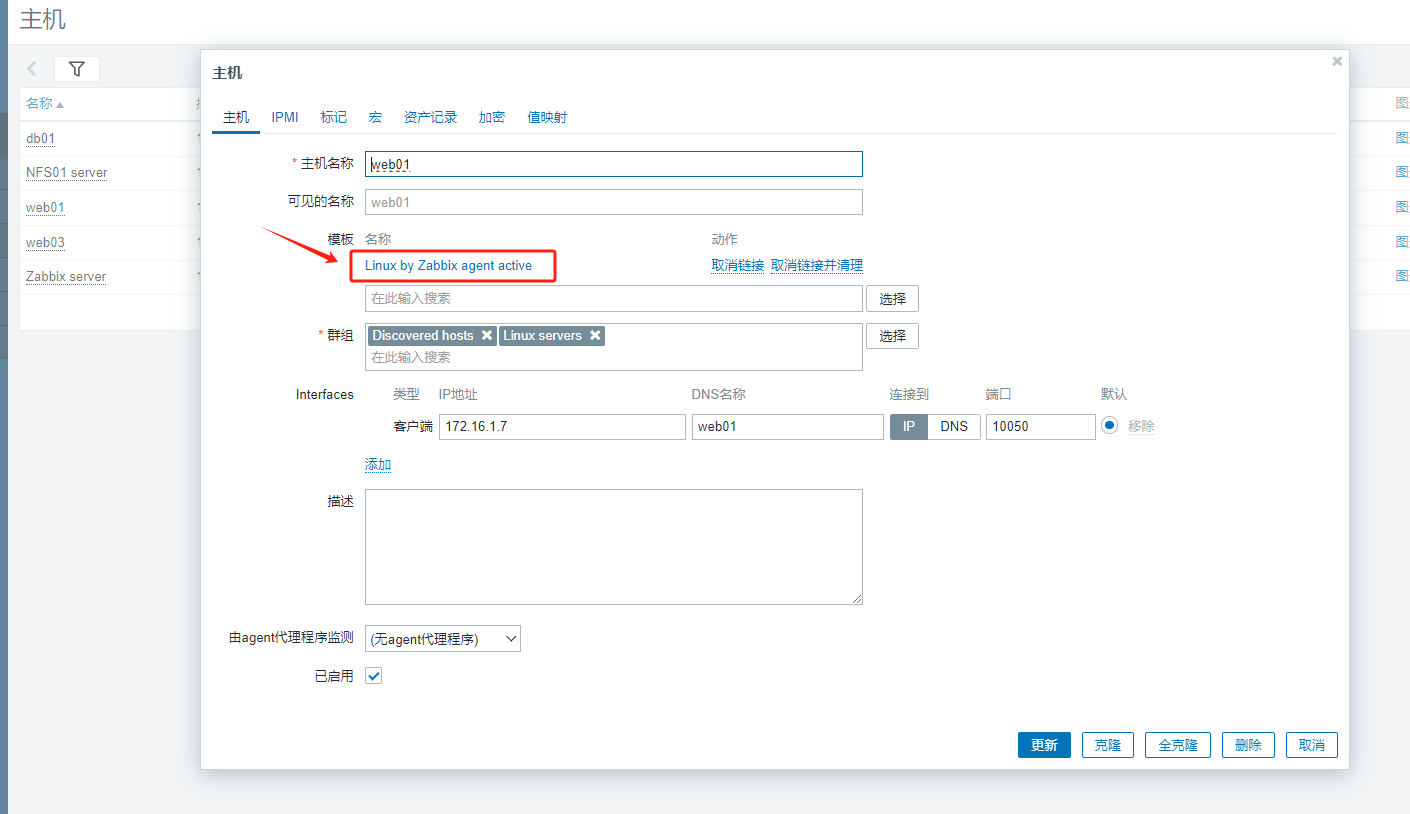 主机
主机
名称
图
主机 IPMI 标记 宏 资产记录 加密 值映射
db01
NFS01 server
web01
web03
Zabbix server
* 主机名称 web01
可见的名称 web01
模板 名称 动作
Linux by Zabbix agent active 取消链接 取消链接并清理
在此输入搜索 选择
* 群组 Discovered hosts Linux servers 选择
在此输入搜索
Interfaces 类型 IP地址 DNS名称 连接到 端口 默认
客户端 172.16.1.7 web01 IP DNS 10050 移除
添加
描述
由agent代理程序监测 (无agent代理程序)
已启用
更新 克隆 全克隆 删除 取消